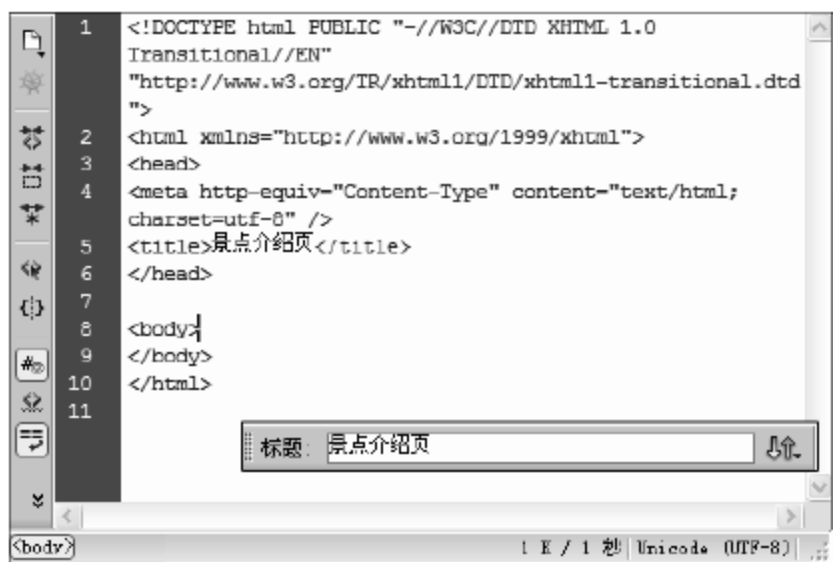 1 <!DOCTYPE html PUBLIC "-//W3C//DTD XHTML 1.0
Transitional//EN"
"http://www.w3.org/TR/xhtml1/DTD/xhtml1-transitional.dtd
">
2 <html xmlns="http://www.w3.org/1999/xhtml">
3 <head>
4 <meta http-equiv="Content-Type" content="text/html;
charset=utf-8" />
5 <title>景点介绍页</title>
6 </head>
7
8 <body>
9 </body>
10 </html>
11
标题: 景点介绍页
<body> 1 K / 1 秒 Unicode (UTF-8)